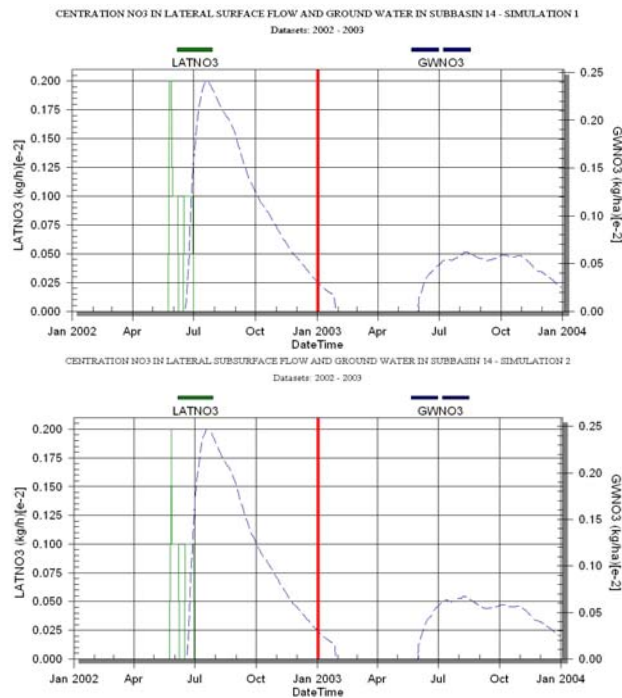 CENTRATION NO3 IN LATERAL SURFACE FLOW AND GROUND WATER IN SUBBASIN 14 - SIMULATION 1
Datasets: 2002 - 2003
LATNO3 GWNO3
LATNO3 (kg/h)[e-2]
0.200
0.175
0.150
0.125
0.100
0.075
0.050
0.025
0.000
GWNO3 (kg/ha)[e-2]
0.25
0.20
0.15
0.10
0.05
0.00
Jan 2002 Apr Jul Oct Jan 2003 Apr Jul Oct Jan 2004
DateTime
CENTRATION NO3 IN LATERAL SUBSURFACE FLOW AND GROUND WATER IN SUBBASIN 14 - SIMULATION 2
Datasets: 2002 - 2003
LATNO3 GWNO3
LATNO3 (kg/h)[e-2]
0.200
0.175
0.150
0.125
0.100
0.075
0.050
0.025
0.000
GWNO3 (kg/ha)[e-2]
0.25
0.20
0.15
0.10
0.05
0.00
Jan 2002 Apr Jul Oct Jan 2003 Apr Jul Oct Jan 2004
DateTime